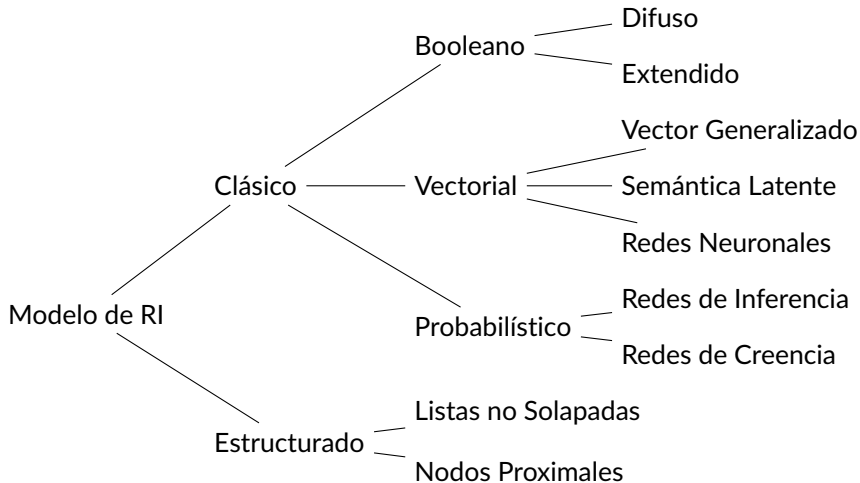 Difuso
Booleano
Extendido
Vector Generalizado
Clásico
Vectorial
Semántica Latente
Redes Neuronales
Redes de Inferencia
Modelo de RI
Probabilístico
Redes de Creencia
Listas no Solapadas
Estructurado
Nodos Proximales